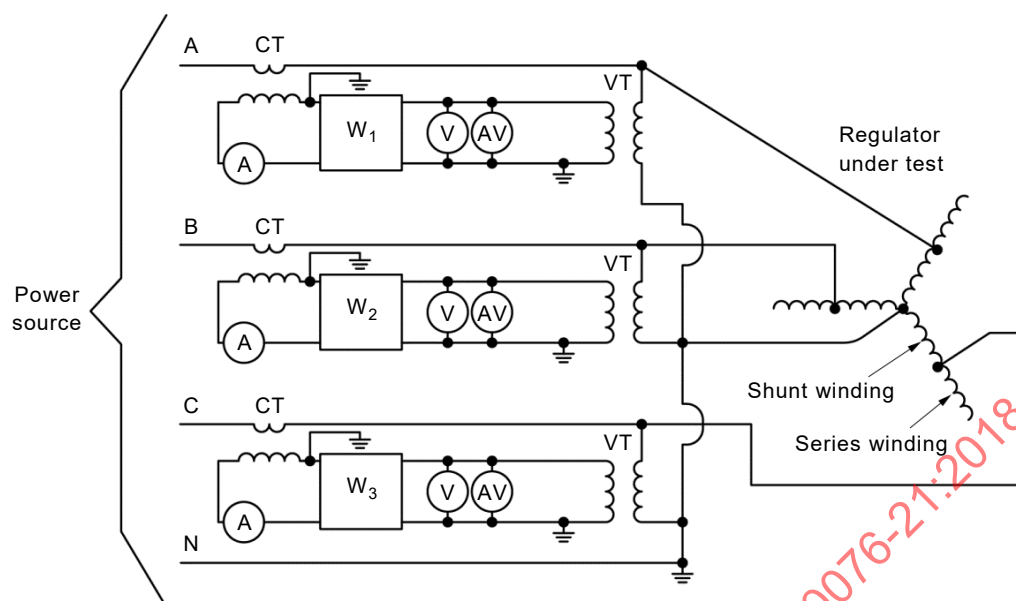 A
CT
VT
W1
V
AV
A
Regulator
under test
B
CT
VT
W2
V
AV
A
Power
source
Shunt winding
Series winding
C
CT
VT
W3
V
AV
A
N
0076-21:2018